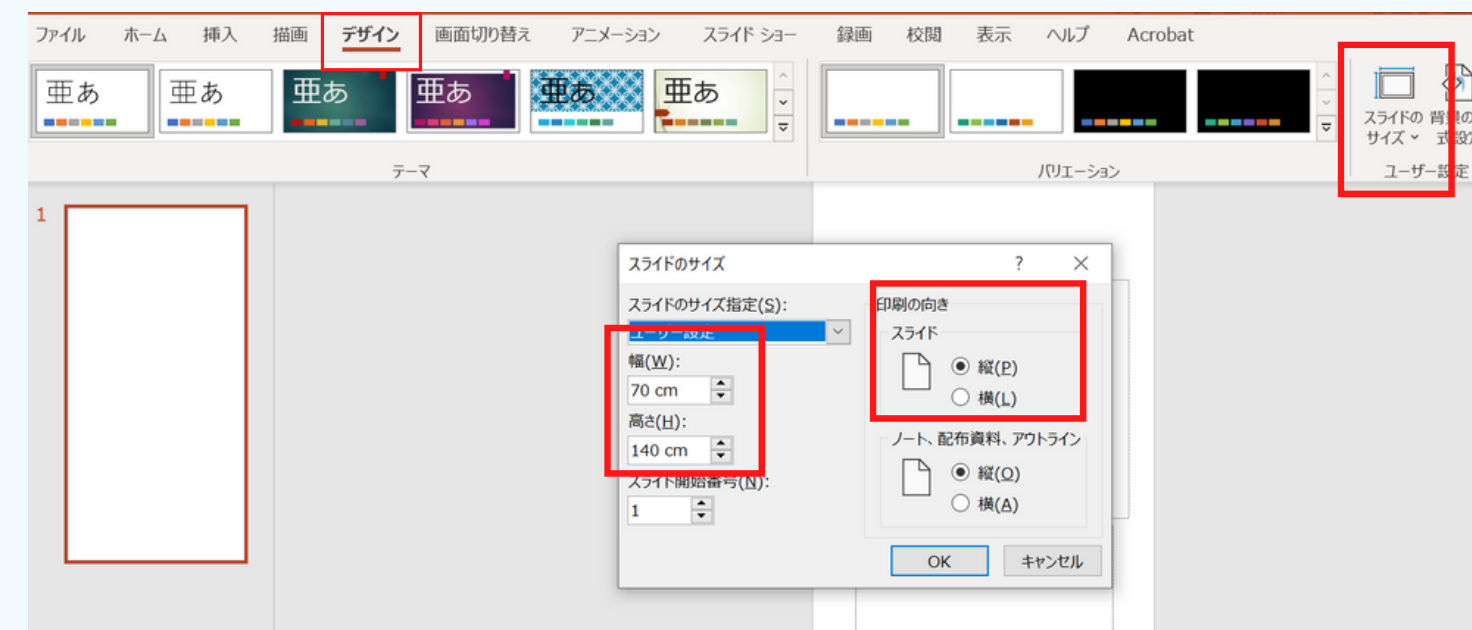 ファイル ホーム 挿入 描画 デザイン 画面切り替え アニメーション スライド ショー 録画 校閲 表示 ヘルプ Acrobat
亜あ 亜あ 亜あ 亜あ 亜あ 亜あ
スライドの
サイズ
テーマ バリエーション ユーザー設定
1
スライドのサイズ ?
スライドのサイズ指定(S):
ユーザー設定
幅(W):
70 cm
高さ(H):
140 cm
スライド開始番号(N):
1
印刷の向き
スライド
縦(P)
横(L)
ノート、配布資料、アウトライン
縦(O)
横(A)
OK キャンセル